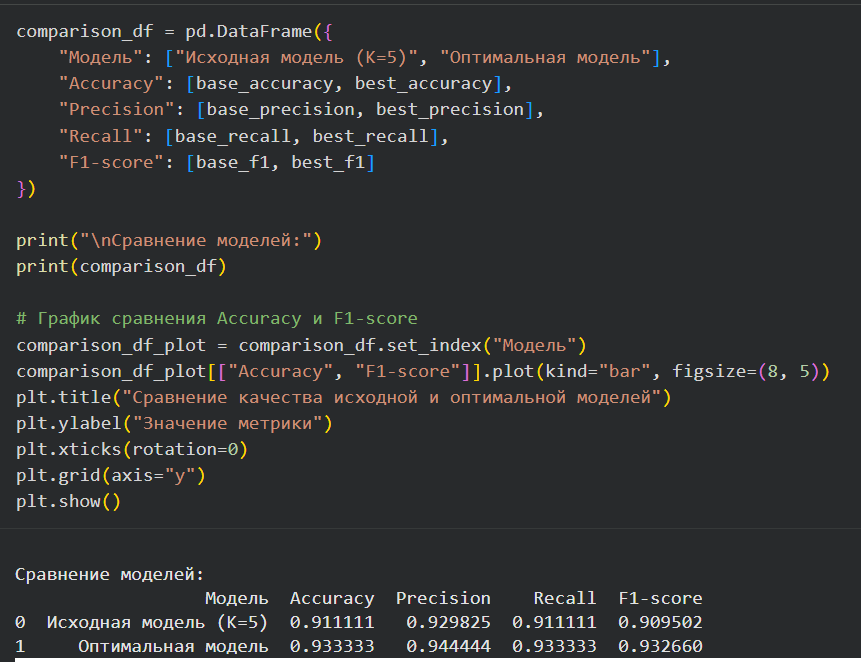 comparison_df = pd.DataFrame({
    "Модель": ["Исходная модель (K=5)", "Оптимальная модель"],
    "Accuracy": [base_accuracy, best_accuracy],
    "Precision": [base_precision, best_precision],
    "Recall": [base_recall, best_recall],
    "F1-score": [base_f1, best_f1]
})

print("\nСравнение моделей:")
print(comparison_df)

# График сравнения Accuracy и F1-score
comparison_df_plot = comparison_df.set_index("Модель")
comparison_df_plot[["Accuracy", "F1-score"]].plot(kind="bar", figsize=(8, 5))
plt.title("Сравнение качества исходной и оптимальной моделей")
plt.ylabel("Значение метрики")
plt.xticks(rotation=0)
plt.grid(axis="y")
plt.show()

Сравнение моделей:
                  Модель  Accuracy  Precision    Recall  F1-score
0  Исходная модель (K=5)  0.911111   0.929825  0.911111  0.909502
1     Оптимальная модель  0.933333   0.944444  0.933333  0.932660